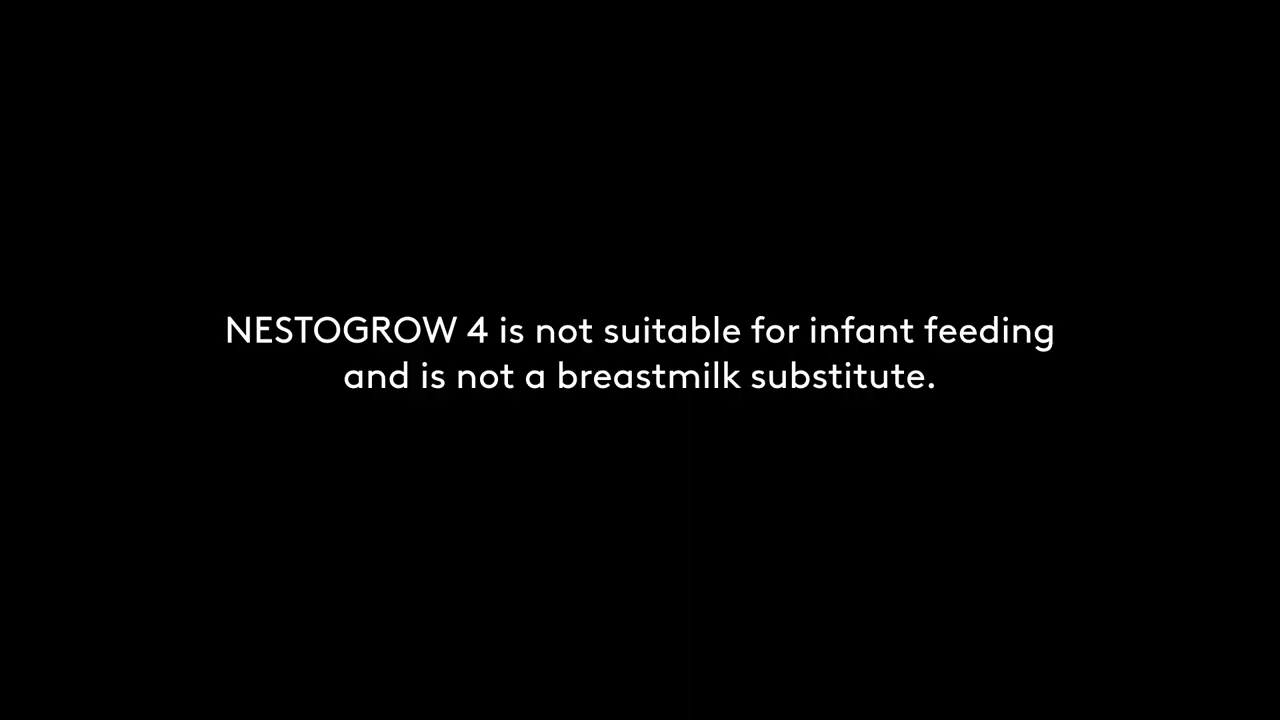 NESTOGROW 4 is not suitable for infant feeding
and is not a breastmilk substitute.